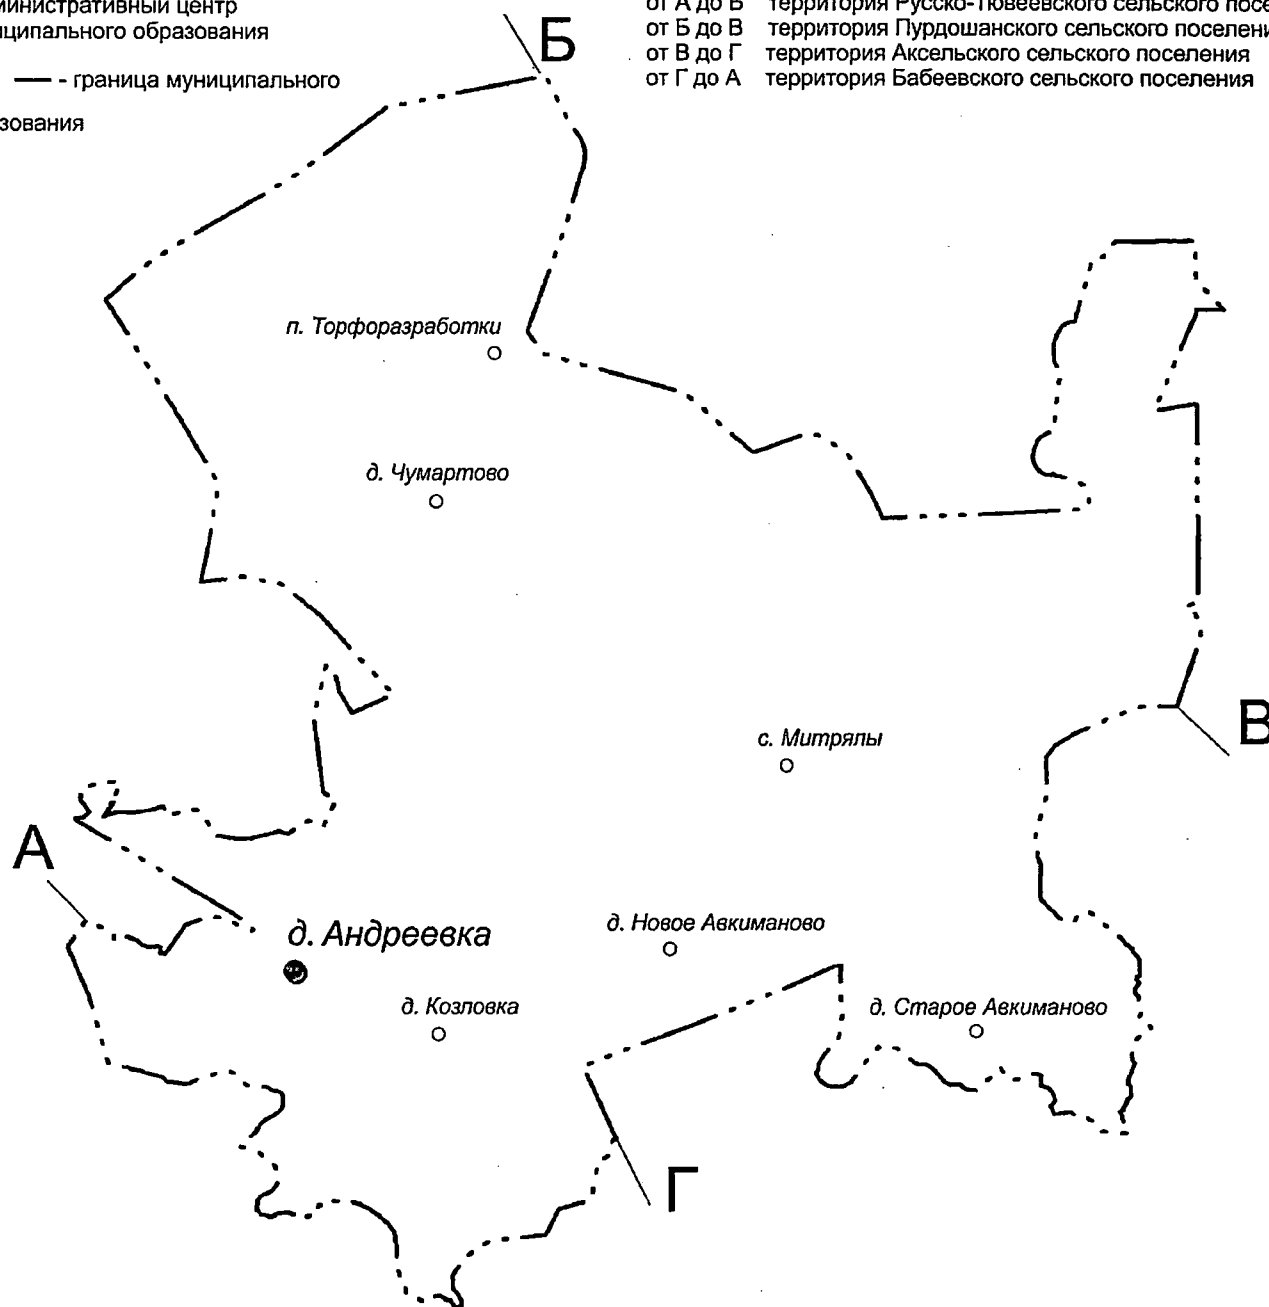 министративный центр
ниципального образования
— - граница муниципального
зования
от А до Б территория Русско-Тювеевского сельского посе
от Б до В территория Пурдошанского сельского поселени
от В до Г территория Аксельского сельского поселения
от Г до А территория Бабеевского сельского поселения
Б
п. Торфоразработки
д. Чумартово
В
с. Митрялы
А
д. Андреевка
д. Новое Авкиманово
д. Козловка
д. Старое Авкиманово
Г